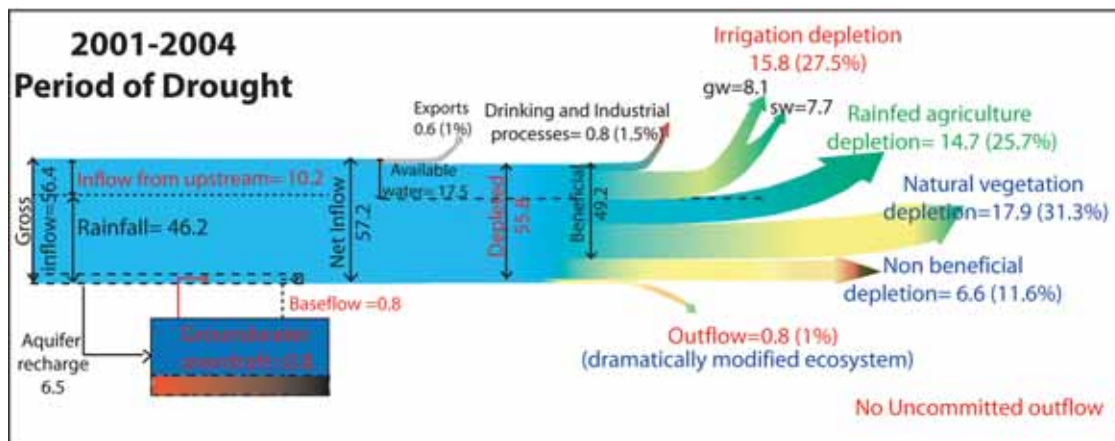 2001-2004
Period of Drought
Irrigation depletion
15.8 (27.5%)
gw=8.1
sw=7.7
Exports
0.6 (1%)
Drinking and Industrial
processes= 0.8 (1.5%)
Rainfed agriculture
depletion= 14.7 (25.7%)
Gross
inflow=56.4
Inflow from upstream= 10.2
Rainfall= 46.2
Net Inflow
57.2
Available
water= 17.5
Depleted
55.8
Beneficial
49.2
Natural vegetation
depletion=17.9 (31.3%)
Non beneficial
depletion= 6.6 (11.6%)
Baseflow =0.8
Aquifer
recharge
6.5
Groundwater
overdraft=0.8
Outflow=0.8 (1%)
(dramatically modified ecosystem)
No Uncommitted outflow